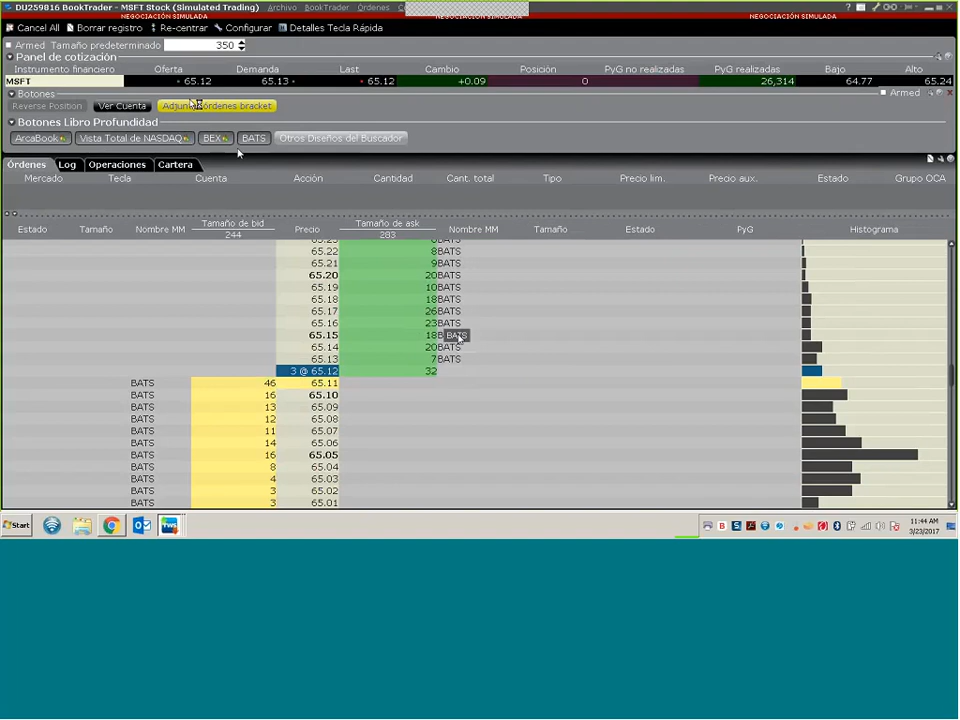 DU259816 BookTrader - MSFT Stock (Simulated Trading) Archivo BookTrader Órdenes
NEGOCIACIÓN SIMULADA NEGOCIACIÓN SIMULADA
Cancel All Borrar registro Re-centrar Configurar Detalles Tecla Rápida
Armed Tamaño predeterminado 350
Panel de cotización
Instrumento financiero Oferta Demanda Last Cambio Posición PyG no realizadas PyG realizadas Bajo Alto
MSFT 65.12 65.13 65.12 +0.09 0 26,314 64.77 65.24
Botones Armed
Reverse Position Ver Cuenta órdenes bracket
Botones Libro Profundidad
ArcaBook Vista Total de NASDAQ BEX BATS Otros Diseños del Buscador
Órdenes Log Operaciones Cartera
Mercado Tecla Cuenta Acción Cantidad Cant. total Tipo Precio lim. Precio aux. Estado Grupo OCA
Estado Tamaño Nombre MM Tamaño de bid Precio Tamaño de ask Nombre MM Tamaño Estado PyG Histograma
244 283
65.22 8 BATS
65.21 9 BATS
65.20 20 BATS
65.19 10 BATS
65.18 18 BATS
65.17 26 BATS
65.16 23 BATS
65.15 18 BATS
65.14 20 BATS
65.13 7 BATS
3 @ 65.12 32
BATS 46 65.11
BATS 16 65.10
BATS 13 65.09
BATS 12 65.08
BATS 11 65.07
BATS 14 65.06
BATS 16 65.05
BATS 8 65.04
BATS 4 65.03
BATS 3 65.02
BATS 3 65.01
Start TWS 11:44 AM
3/23/2017